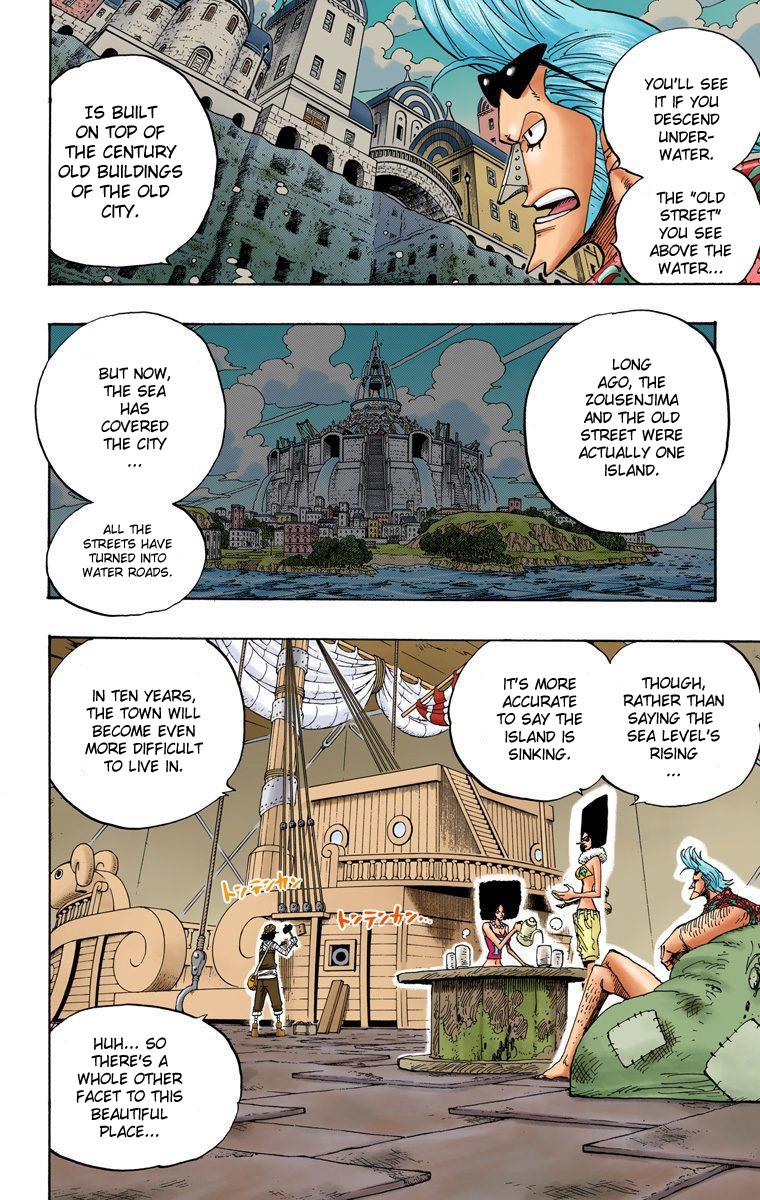 YOU'LL SEE
IT IF YOU
DESCEND
UNDER-
WATER.
THE "OLD
STREET"
YOU SEE
ABOVE THE
WATER...
IS BUILT
ON TOP OF
THE CENTURY
OLD BUILDINGS
OF THE OLD
CITY.
LONG
AGO, THE
ZOUSENJIMA
AND THE OLD
STREET WERE
ACTUALLY ONE
ISLAND.
BUT NOW,
THE SEA
HAS
COVERED
THE CITY
...
ALL THE
STREETS HAVE
TURNED INTO
WATER ROADS.
THOUGH,
RATHER THAN
SAYING THE
SEA LEVEL'S
RISING
...
IT'S MORE
ACCURATE
TO SAY THE
ISLAND IS
SINKING.
IN TEN YEARS,
THE TOWN WILL
BECOME EVEN
MORE DIFFICULT
TO LIVE IN.
トンテンカン
トンテンカン...
HUH... SO
THERE'S A
WHOLE OTHER
FACET TO THIS
BEAUTIFUL
PLACE...